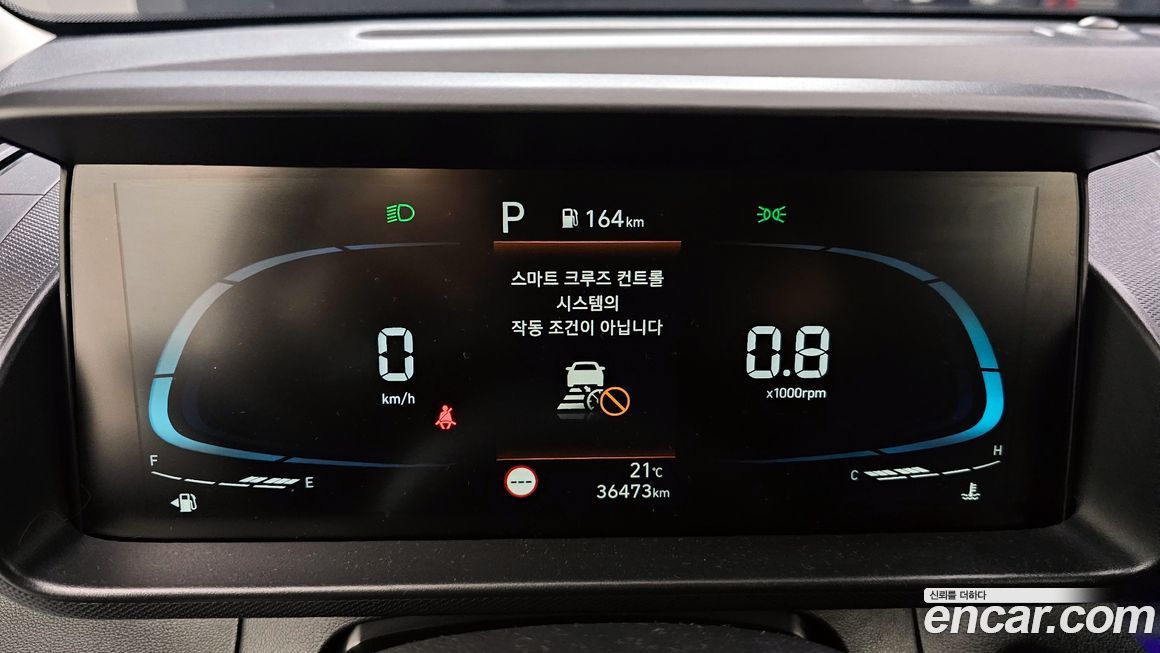 P 164km
스마트 크루즈 컨트롤
시스템의
작동 조건이 아닙니다
0
km/h
0.8
x1000rpm
F
E
---
21℃
36473km
C
H
신뢰를 더하다
encar.com